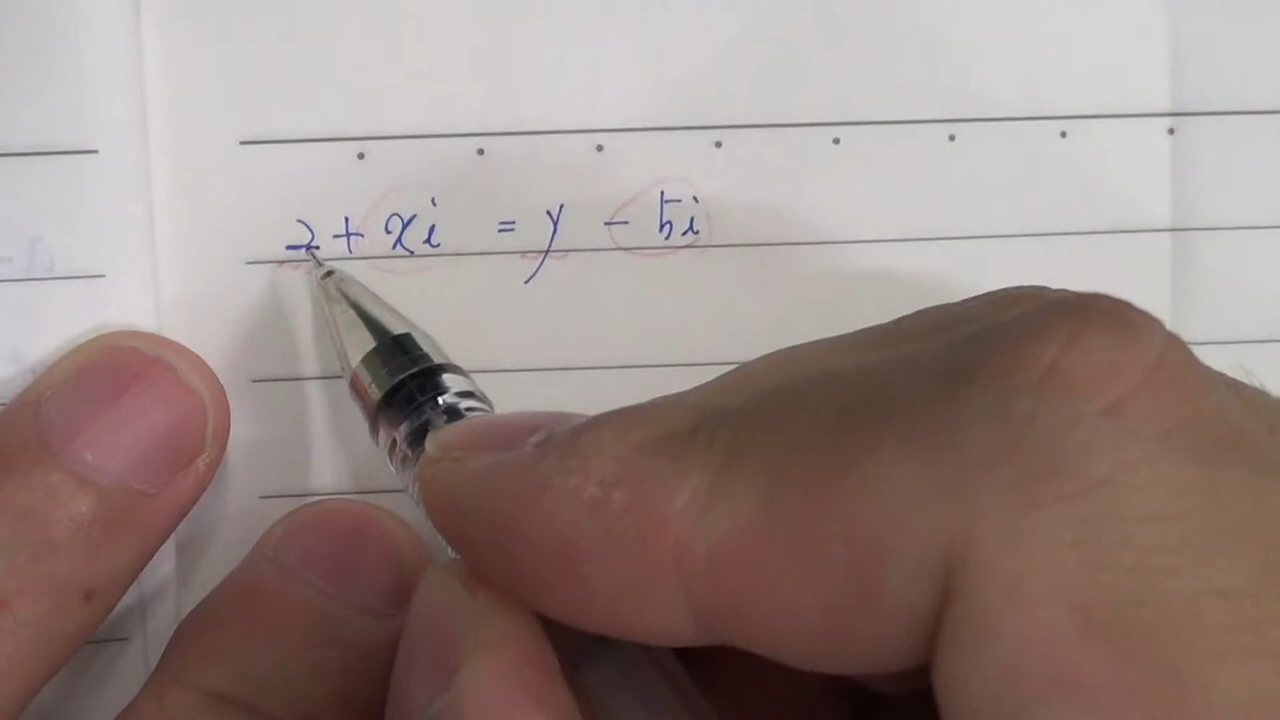 2 + xi = y - 5i